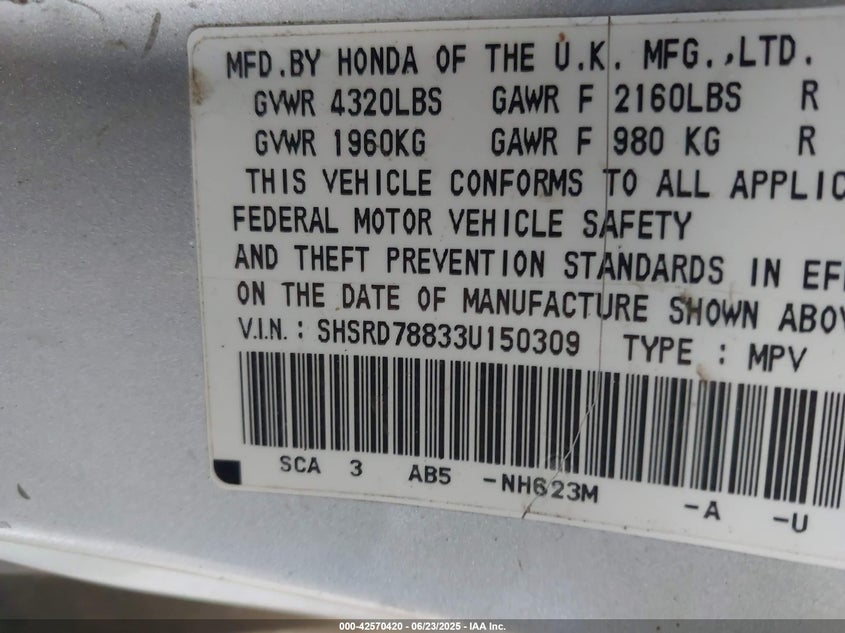 MFD.BY HONDA OF THE U.K. MFG.,LTD.
GVWR 4320LBS GAWR F 2160LBS R
GVWR 1960KG GAWR F 980 KG R
THIS VEHICLE CONFORMS TO ALL APPLIC
FEDERAL MOTOR VEHICLE SAFETY
AND THEFT PREVENTION STANDARDS IN EFF
ON THE DATE OF MANUFACTURE SHOWN ABOV
V.I.N.: SHSRD78833U150309 TYPE : MPV
SCA 3 AB5 -NH623M -A -U
000-42570420 - 06/23/2025 - IAA Inc.